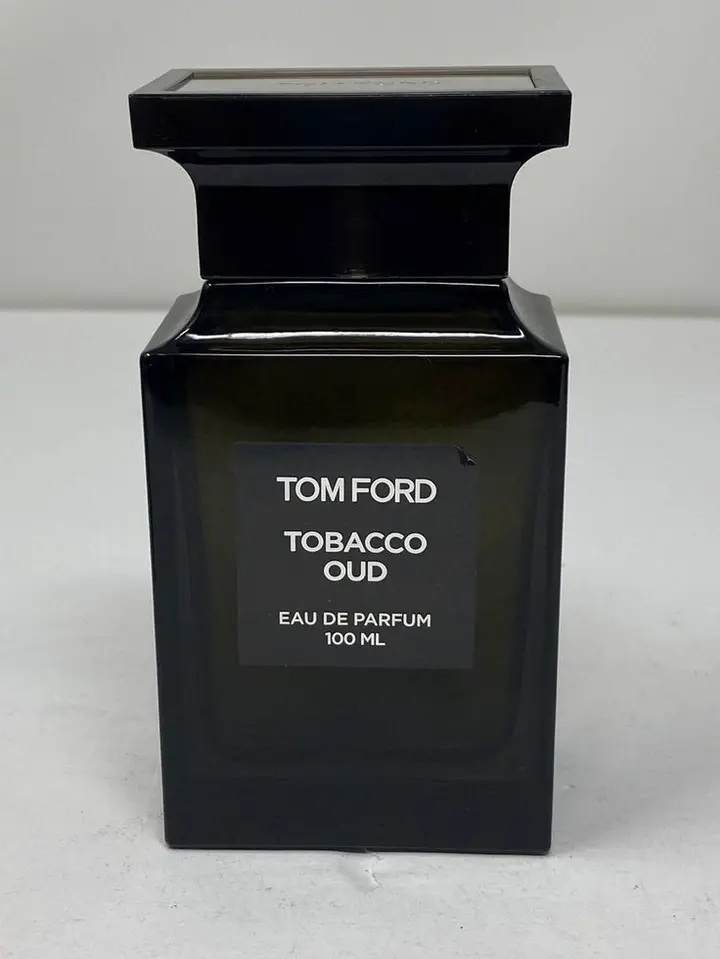 TOM FORD
TOBACCO
OUD
EAU DE PARFUM
100 ML